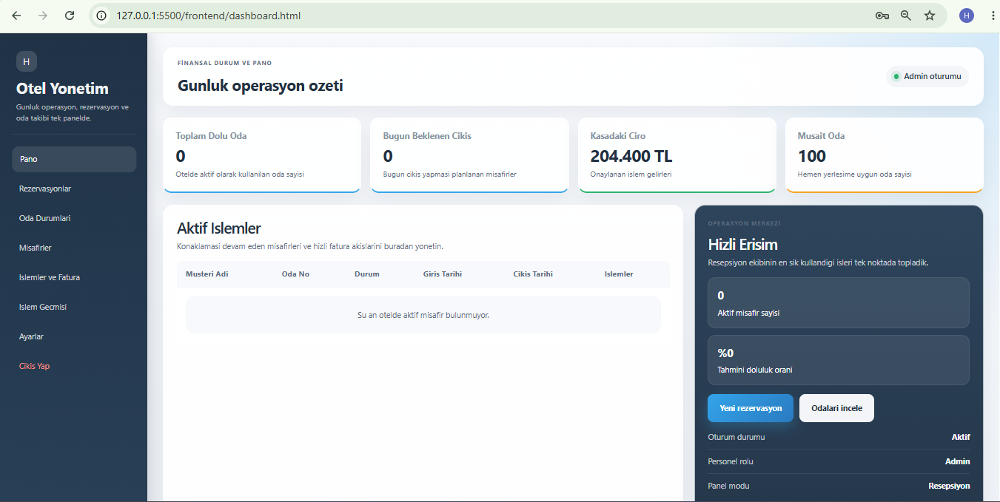 127.0.0.1:5500/frontend/dashboard.html
H
H
Otel Yonetim
Gunluk operasyon, rezervasyon ve
oda takibi tek panelde.
Pano
Rezervasyonlar
Oda Durumlari
Misafirler
Islemler ve Fatura
Islem Gecmisi
Ayarlar
Cikis Yap
FİNANSAL DURUM VE PANO
Gunluk operasyon ozeti
Admin oturumu
Toplam Dolu Oda
0
Otelde aktif olarak kullanilan oda sayisi
Bugun Beklenen Cikis
0
Bugun cikis yapmasi planlanan misafirler
Kasadaki Ciro
204.400 TL
Onaylanan islem gelirleri
Musait Oda
100
Hemen yerlesime uygun oda sayisi
Aktif Islemler
Konaklamasi devam eden misafirleri ve hizli fatura akislarini buradan yonetin.
Musteri Adi Oda No Durum Giris Tarihi Cikis Tarihi Islemler
Su an otelde aktif misafir bulunmuyor.
OPERASYON MERKEZİ
Hizli Erisim
Resepsiyon ekibinin en sik kullandigi isleri tek noktada topladik.
0
Aktif misafir sayisi
%0
Tahmini doluluk orani
Yeni rezervasyon Odalari incele
Oturum durumu Aktif
Personel rolu Admin
Panel modu Resepsiyon